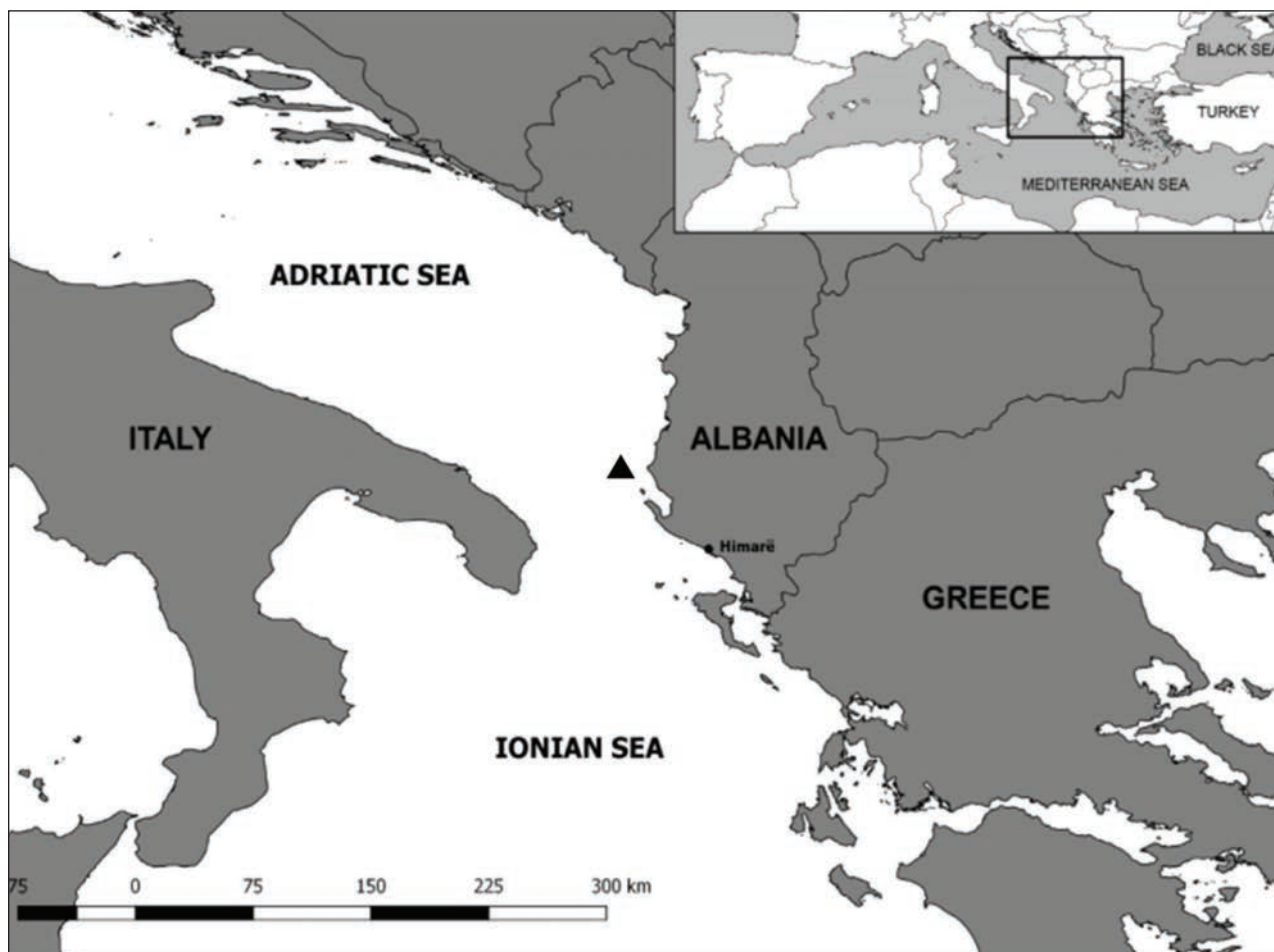 BLACK SEA
TURKEY
MEDITERRANEAN SEA
ADRIATIC SEA
ITALY
ALBANIA
Himarë
GREECE
IONIAN SEA
75 0 75 150 225 300 km